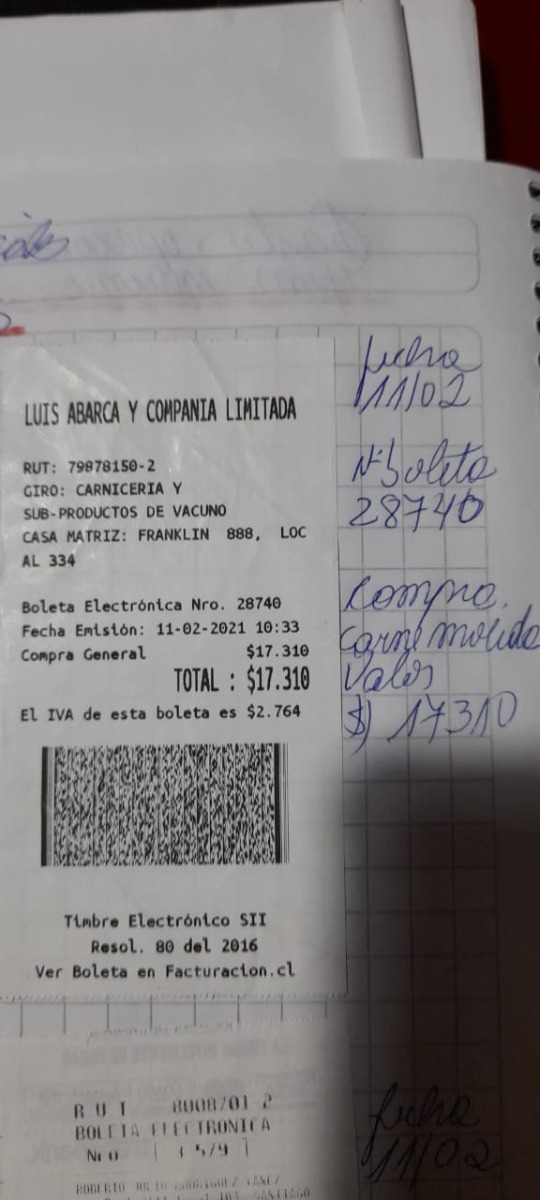 LUIS ABARCA Y COMPANIA LIMITADA
RUT: 79878150-2
GIRO: CARNICERIA Y
SUB-PRODUCTOS DE VACUNO
CASA MATRIZ: FRANKLIN 888, LOC
AL 334
Boleta Electrónica Nro. 28740
Fecha Emisión: 11-02-2021 10:33
Compra General $17.310
TOTAL : $17.310
El IVA de esta boleta es $2.764
Timbre Electrónico SII
Resol. 80 del 2016
Ver Boleta en Facturacion.cl
fecha
11/02
N° boleta
28740
Compra
Carne molida
Valor
$) 17310
RUT
BOLETA ELECTRONICA
Nro
fecha
11/02